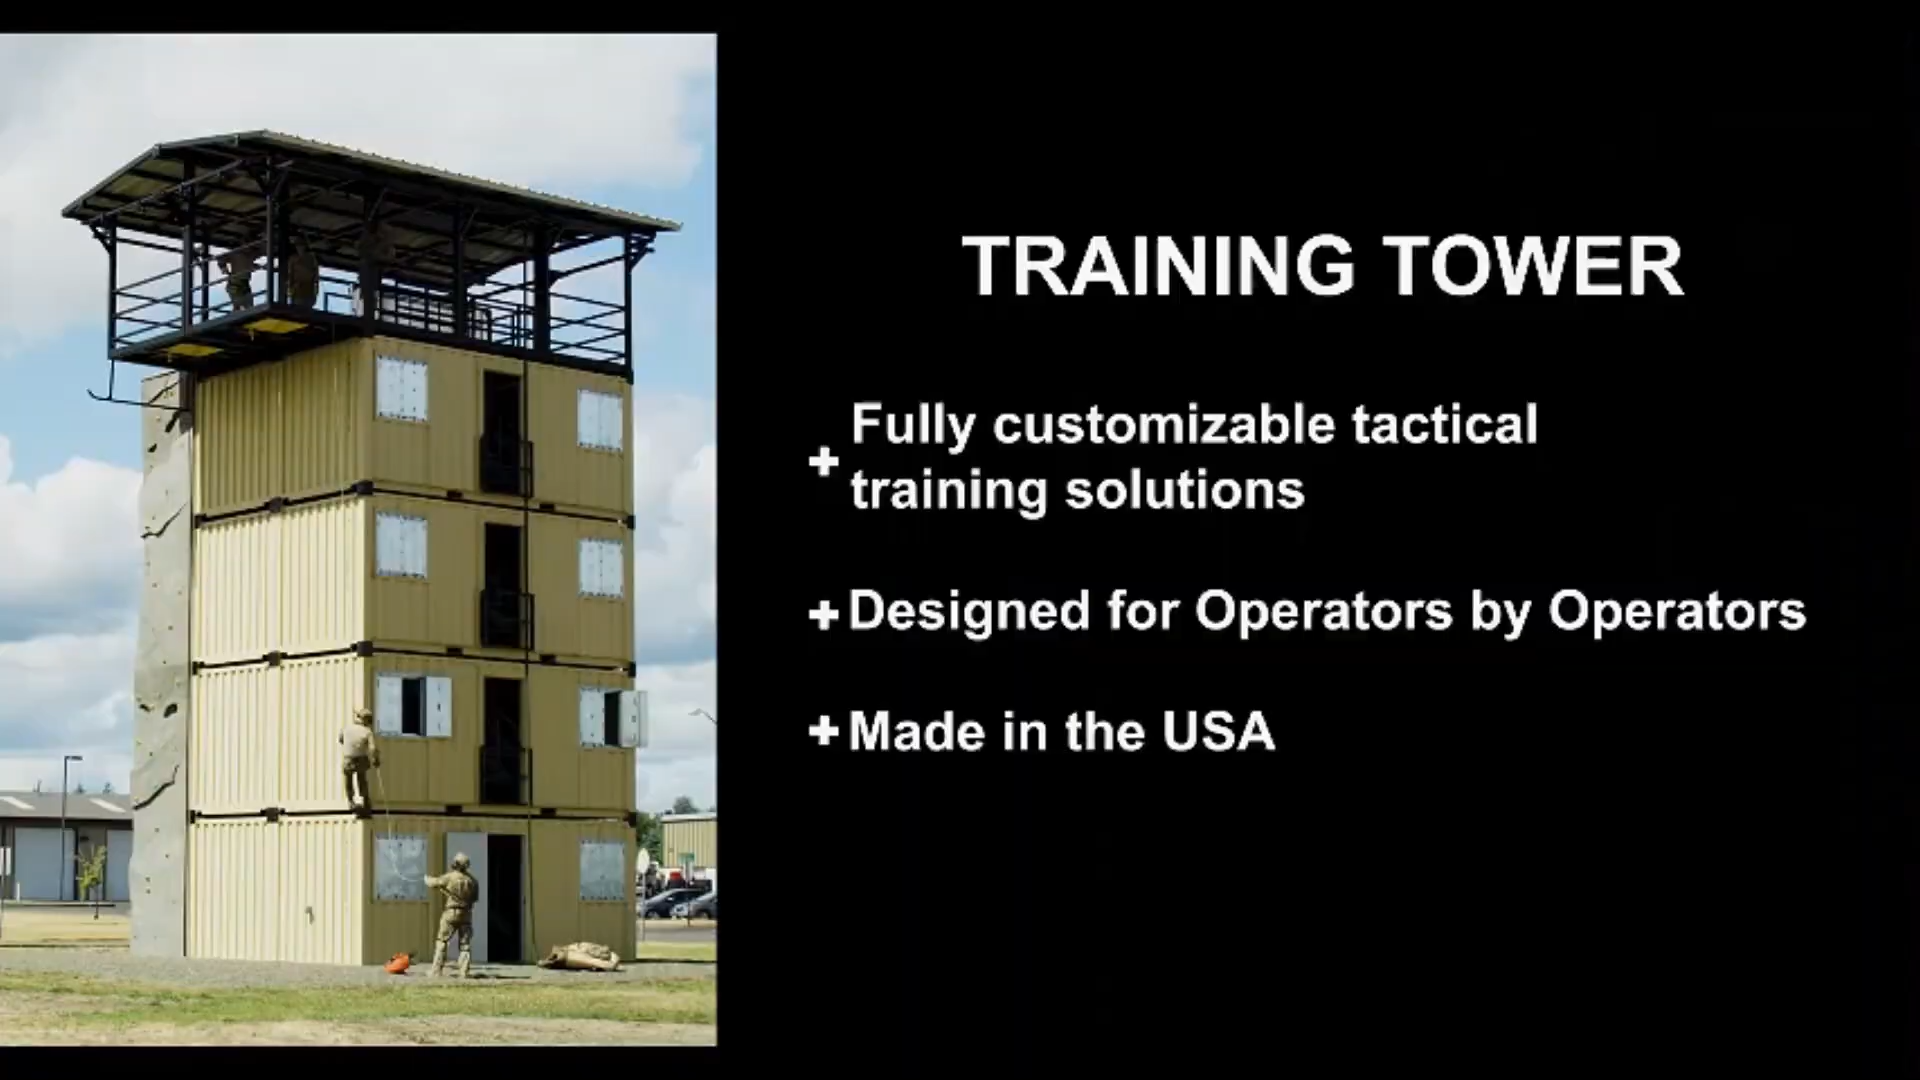 TRAINING TOWER
+ Fully customizable tactical
training solutions
+ Designed for Operators by Operators
+ Made in the USA